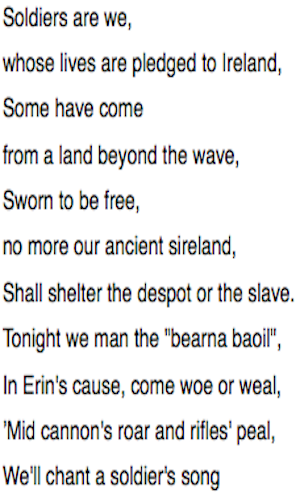 Soldiers are we,
whose lives are pledged to Ireland,
Some have come
from a land beyond the wave,
Sworn to be free,
no more our ancient sireland,
Shall shelter the despot or the slave.
Tonight we man the "bearna baoil",
In Erin's cause, come woe or weal,
’Mid cannon's roar and rifles' peal,
We'll chant a soldier's song